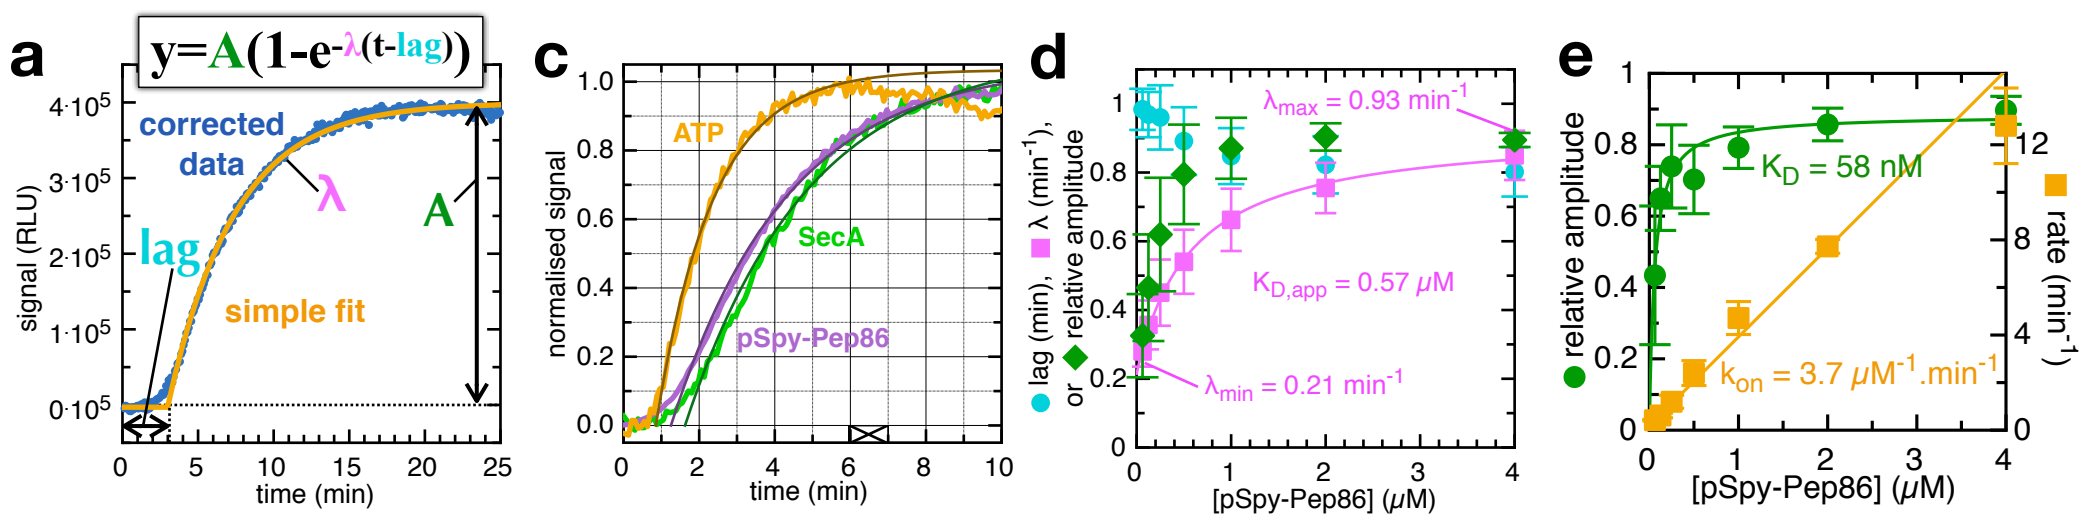 a
y=A(1-e-λ(t-lag))
signal (RLU)
4·10⁵
3·10⁵
2·10⁵
1·10⁵
0·10⁵
corrected
data
λ
A
lag
simple fit
0 5 10 15 20 25
time (min)
c
normalised signal
1.0
0.8
0.6
0.4
0.2
0.0
ATP
SecA
pSpy-Pep86
0 2 4 6 8 10
time (min)
d
lag (min), λ (min⁻¹),
or relative amplitude
1
0.8
0.6
0.4
0.2
0
λmax = 0.93 min⁻¹
KD,app = 0.57 µM
λmin = 0.21 min⁻¹
0 1 2 3 4
[pSpy-Pep86] (µM)
e
relative amplitude
1
0.8
0.6
0.4
0.2
0
KD = 58 nM
kon = 3.7 µM⁻¹.min⁻¹
12
8
4
0
rate (min⁻¹)
0 1 2 3 4
[pSpy-Pep86] (µM)